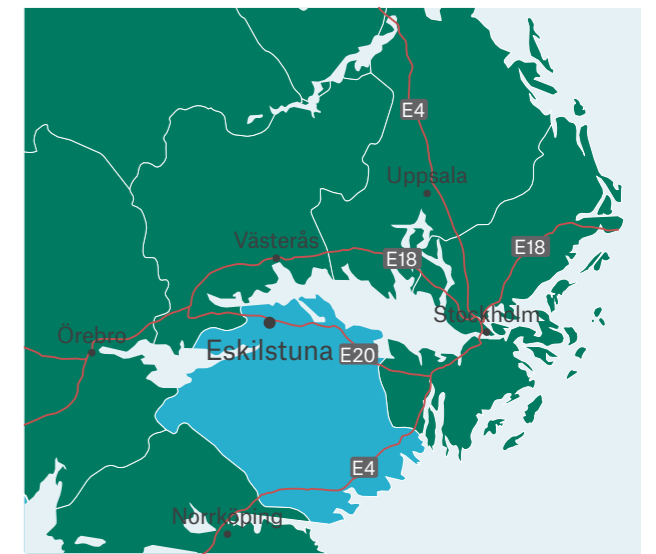 E4
Uppsala
Västerås
E18
E18
Stockholm
Örebro
Eskilstuna
E20
E4
Norrköping